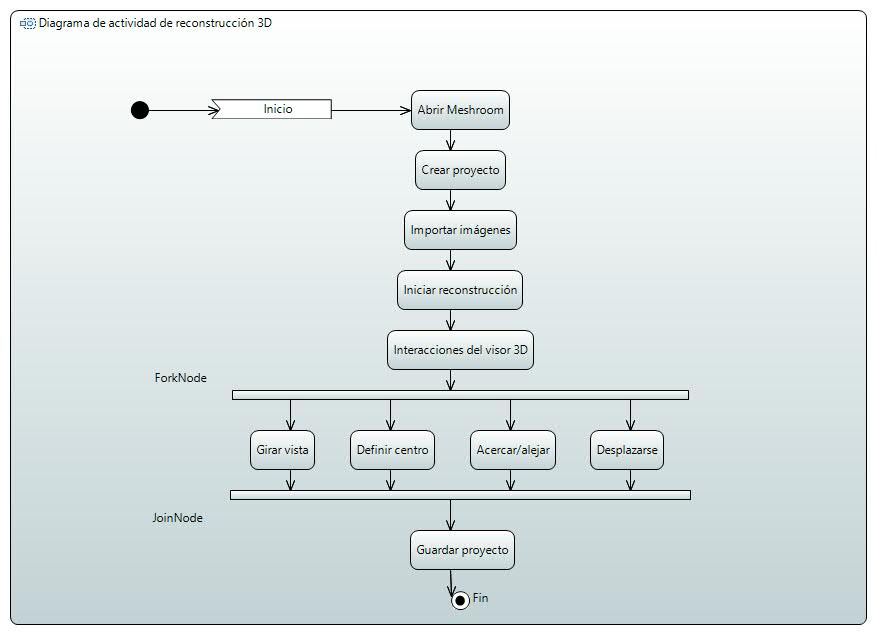 Diagrama de actividad de reconstrucción 3D
Inicio
Abrir Meshroom
Crear proyecto
Importar imágenes
Iniciar reconstrucción
Interacciones del visor 3D
ForkNode
Girar vista
Definir centro
Acercar/alejar
Desplazarse
JoinNode
Guardar proyecto
Fin